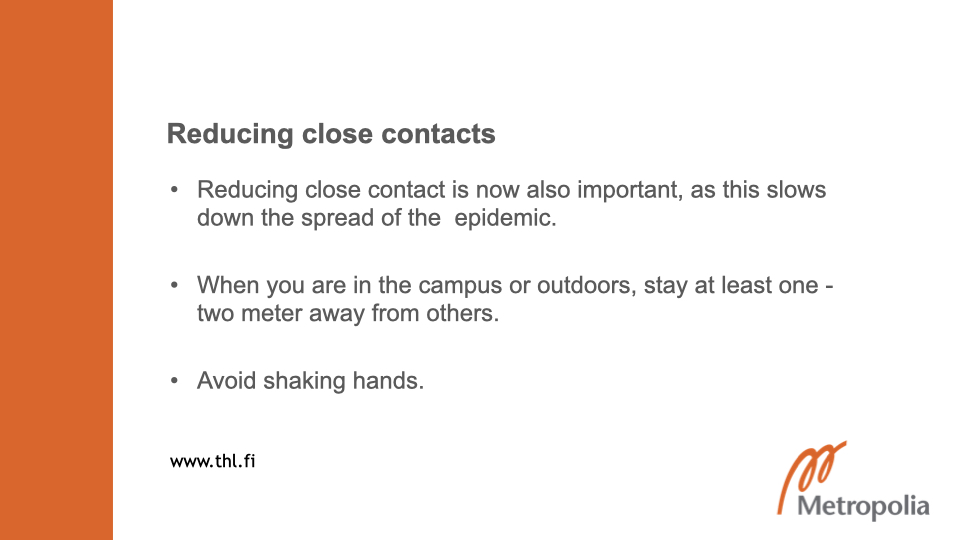 Reducing close contacts
• Reducing close contact is now also important, as this slows
down the spread of the  epidemic.
• When you are in the campus or outdoors, stay at least one -
two meter away from others.
• Avoid shaking hands.
www.thl.fi
Metropolia